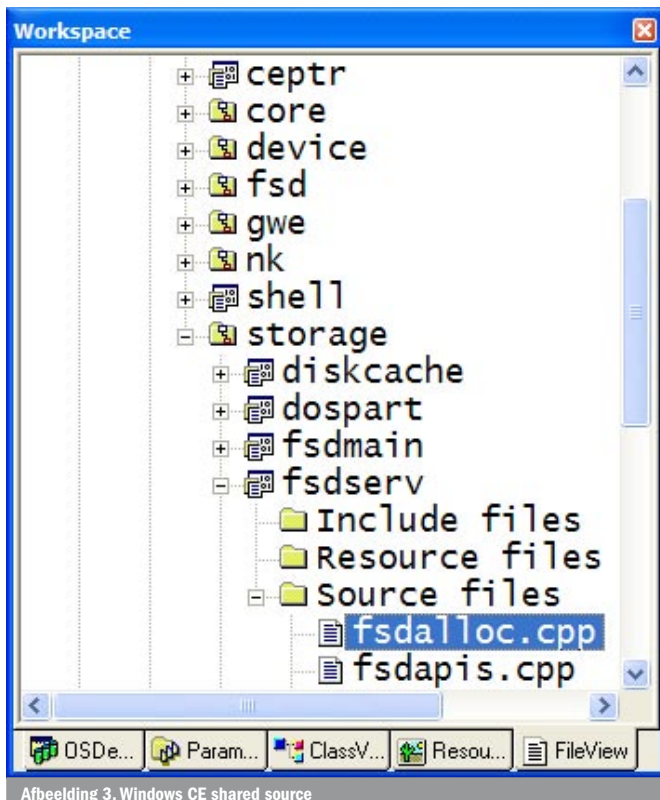 Workspace
ceptr
core
device
fsd
gwe
nk
shell
storage
diskcache
dospart
fsdmain
fsdserv
Include files
Resource files
Source files
fsdalloc.cpp
fsdapis.cpp
OSDe... Param... ClassV... Resou... FileView
Afbeelding 3. Windows CE shared source